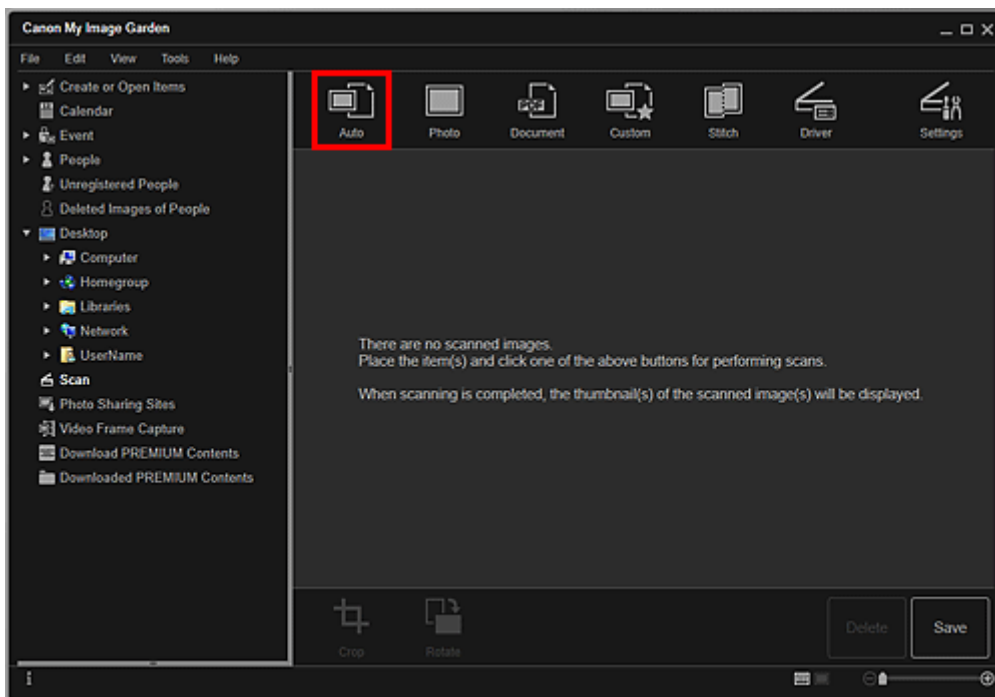 Canon My Image Garden
File Edit View Tools Help
Create or Open Items
Calendar
Event
People
Unregistered People
Deleted Images of People
Desktop
Computer
Homegroup
Libraries
Network
UserName
Scan
Photo Sharing Sites
Video Frame Capture
Download PREMIUM Contents
Downloaded PREMIUM Contents
Auto Photo Document Custom Stitch Driver Settings
PDF
There are no scanned images.
Place the item(s) and click one of the above buttons for performing scans.
When scanning is completed, the thumbnail(s) of the scanned image(s) will be displayed.
Crop Rotate Delete Save